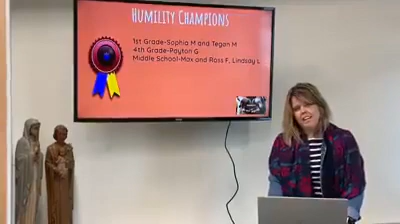 Humility Champions
1st Grade-Sophia M and Tegan M
4th Grade-Payton G
Middle School-Max and Ross F, Lindsay L